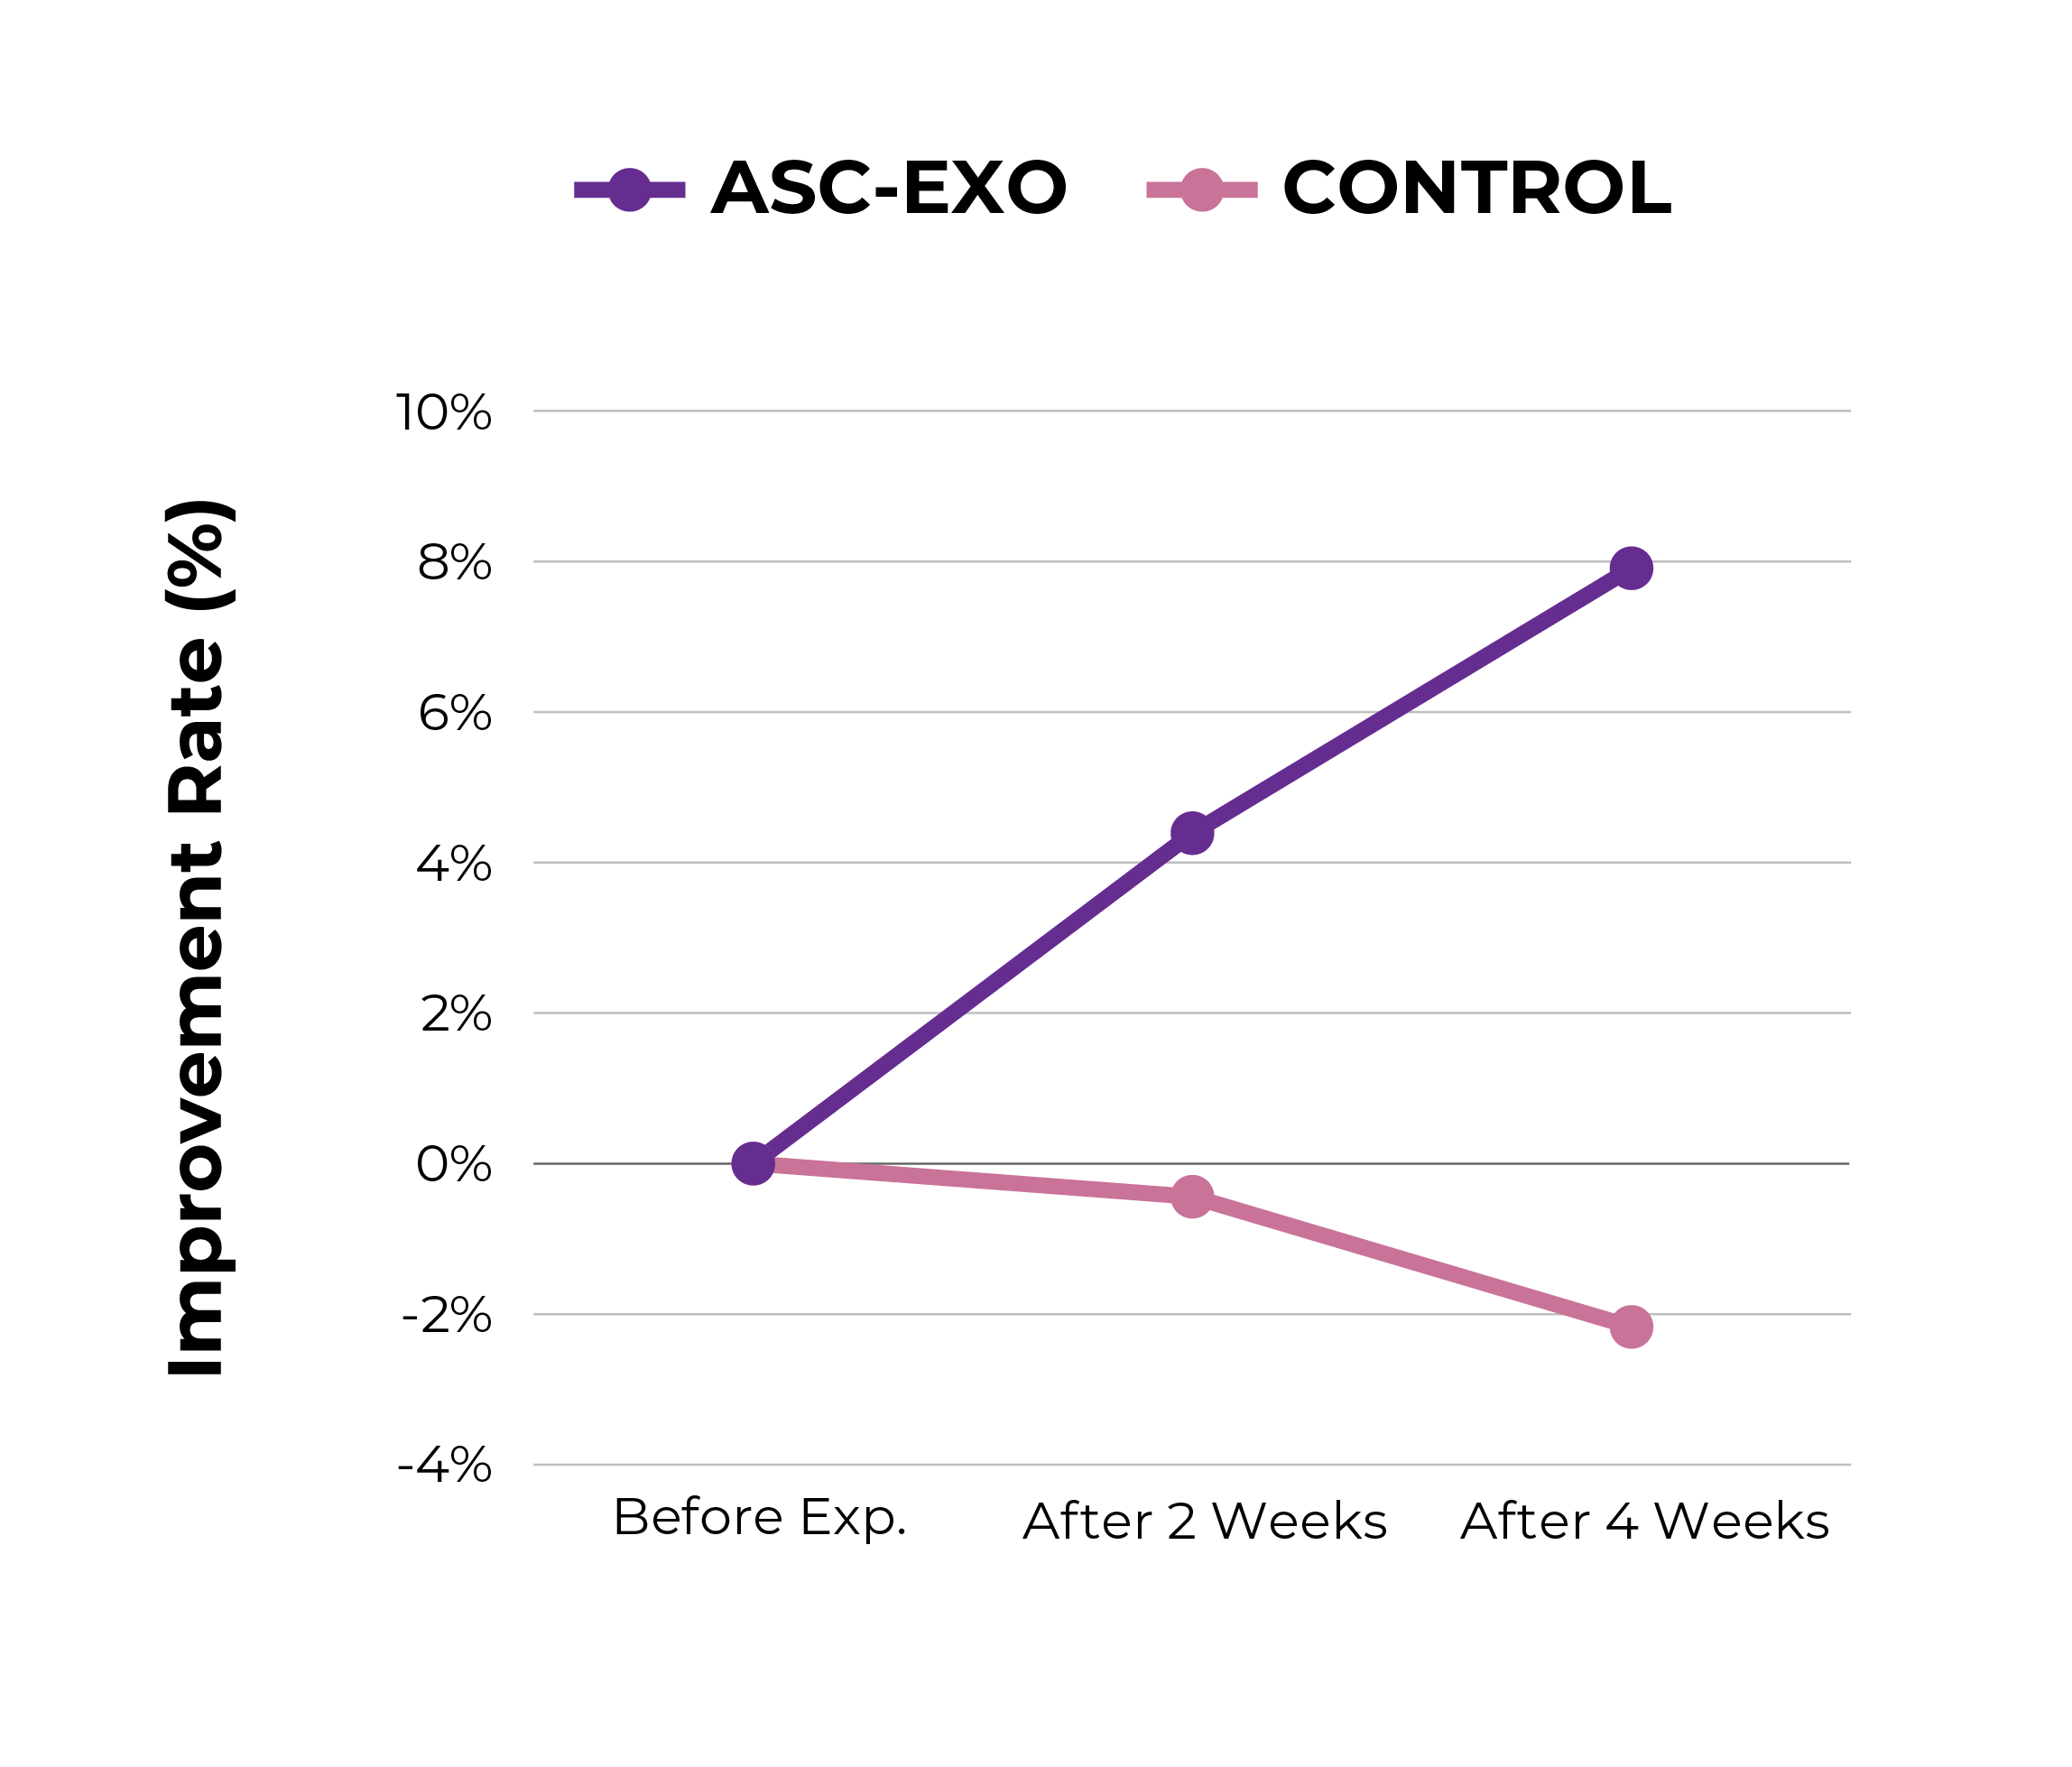 ASC-EXO CONTROL
Improvement Rate (%)
10%
8%
6%
4%
2%
0%
-2%
-4%
Before Exp. After 2 Weeks After 4 Weeks